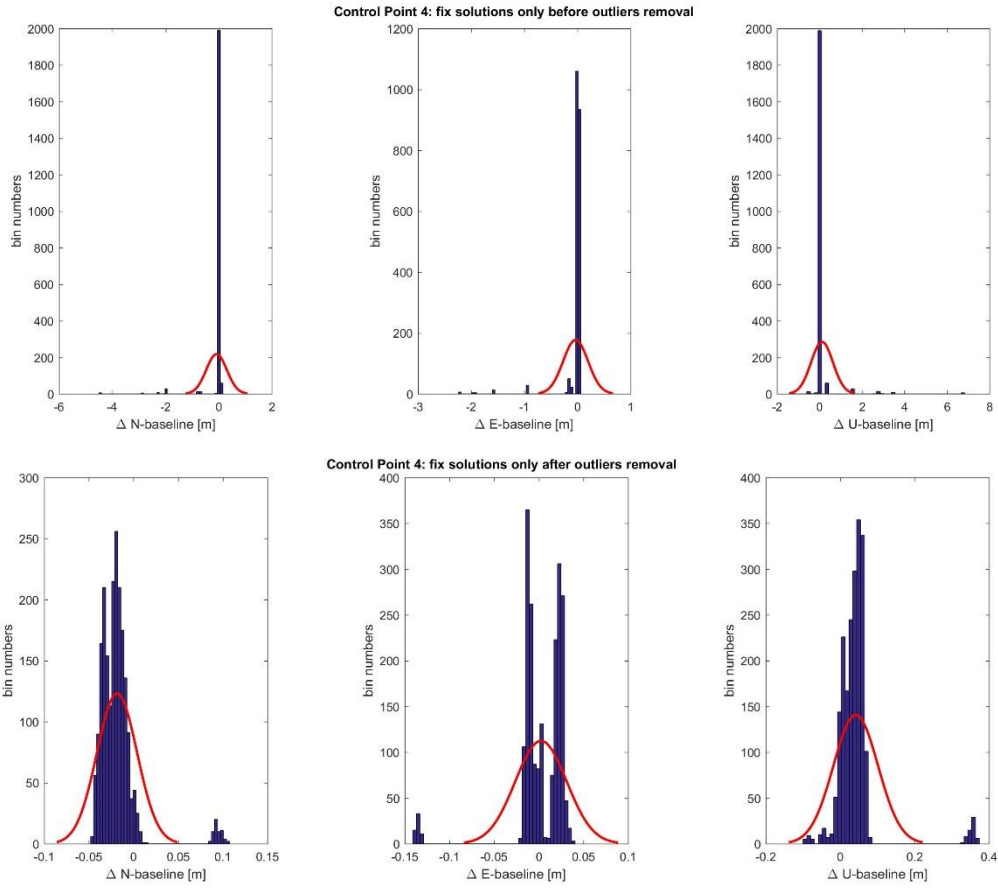 Control Point 4: fix solutions only before outliers removal
2000
1800
1600
1400
1200
1000
800
600
400
200
0
bin numbers
-6 -4 -2 0 2
Δ N-baseline [m]
1200
1000
800
600
400
200
0
bin numbers
-3 -2 -1 0 1
Δ E-baseline [m]
2000
1800
1600
1400
1200
1000
800
600
400
200
0
bin numbers
-2 0 2 4 6 8
Δ U-baseline [m]
Control Point 4: fix solutions only after outliers removal
300
250
200
150
100
50
0
bin numbers
-0.1 -0.05 0 0.05 0.1 0.15
Δ N-baseline [m]
400
350
300
250
200
150
100
50
0
bin numbers
-0.15 -0.1 -0.05 0 0.05 0.1
Δ E-baseline [m]
400
350
300
250
200
150
100
50
0
bin numbers
-0.2 0 0.2 0.4
Δ U-baseline [m]